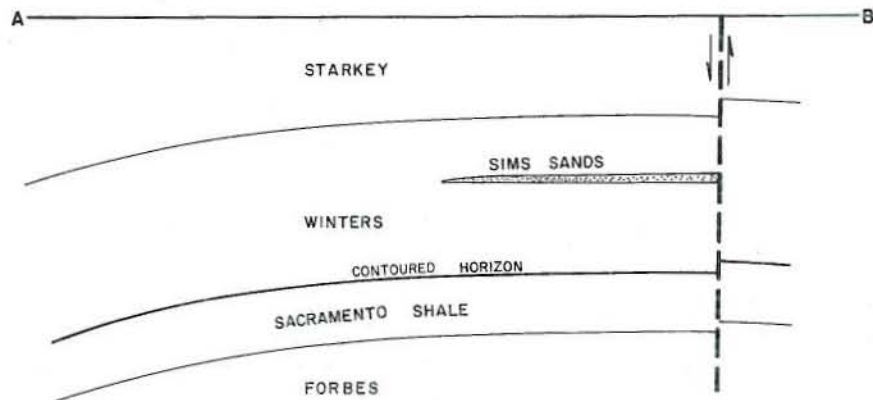 A B
STARKEY
SIMS SANDS
WINTERS
CONTOURED HORIZON
SACRAMENTO SHALE
FORBES